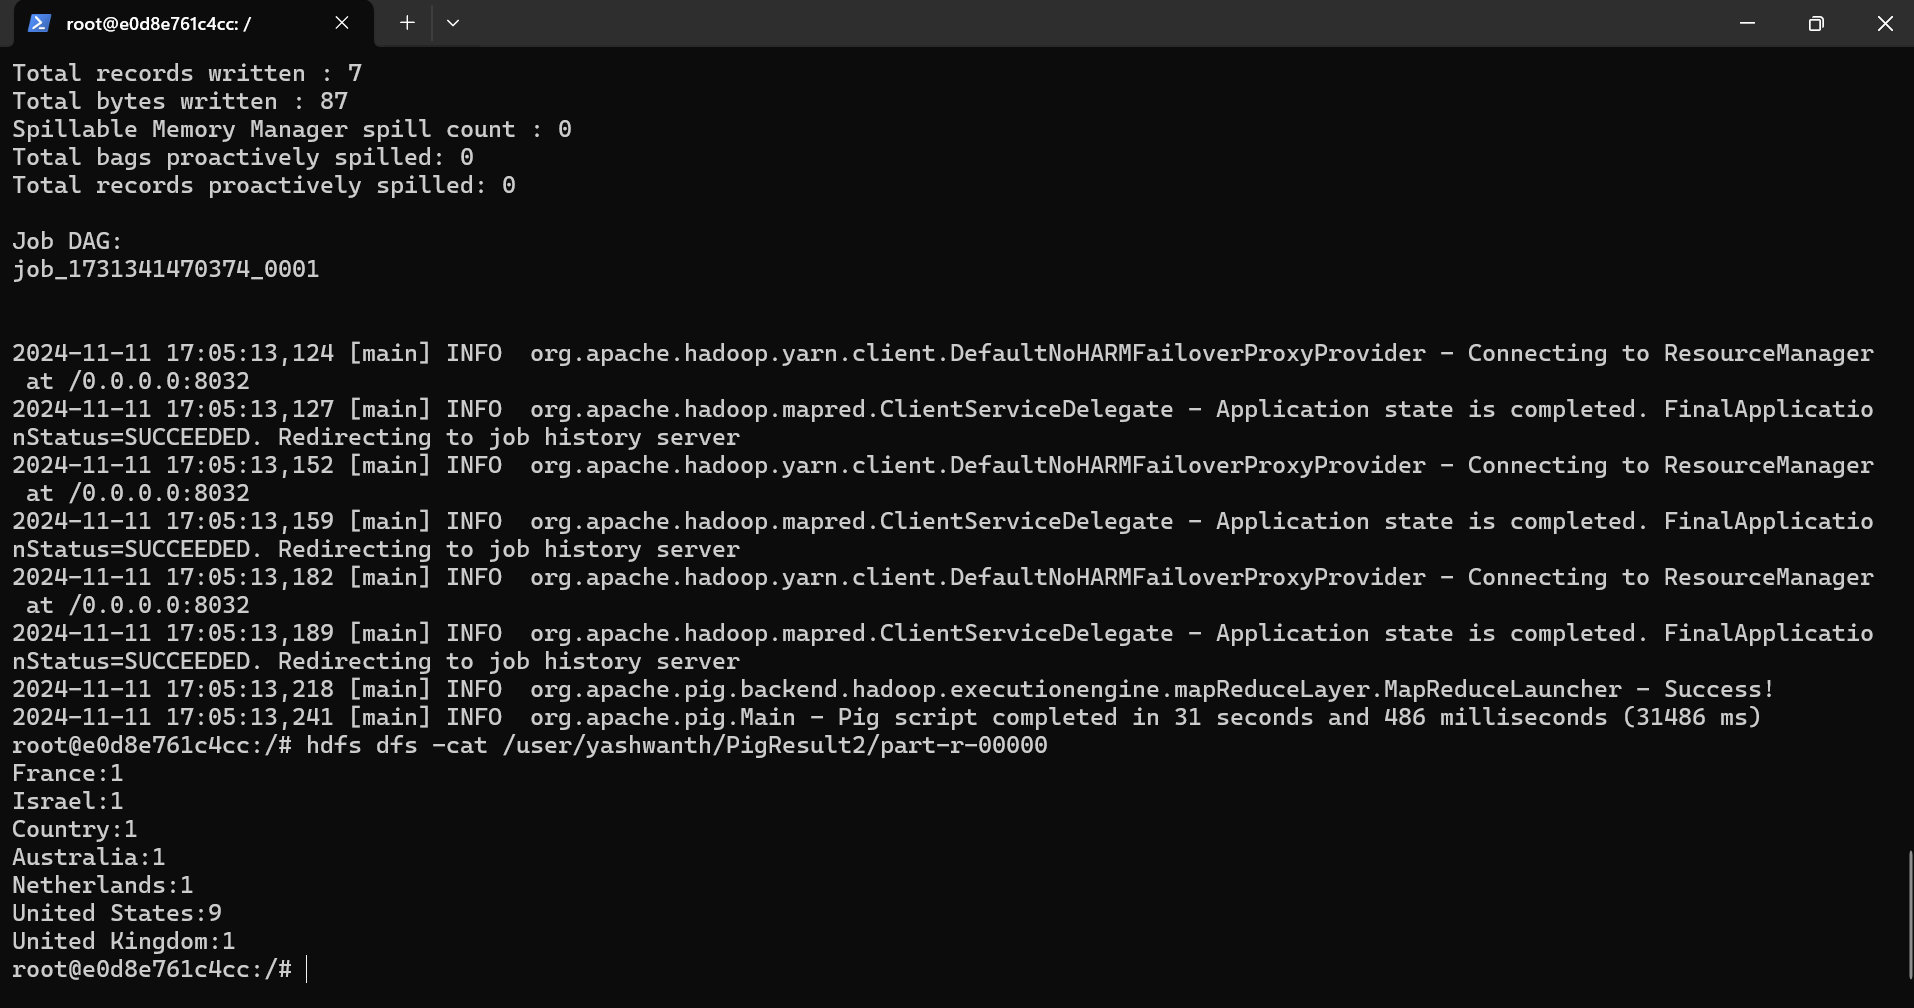 root@e0d8e761c4cc: /
Total records written : 7
Total bytes written : 87
Spillable Memory Manager spill count : 0
Total bags proactively spilled: 0
Total records proactively spilled: 0
Job DAG:
job_1731341470374_0001
2024-11-11 17:05:13,124 [main] INFO  org.apache.hadoop.yarn.client.DefaultNoHARMFailoverProxyProvider - Connecting to ResourceManager
 at /0.0.0.0:8032
2024-11-11 17:05:13,127 [main] INFO  org.apache.hadoop.mapred.ClientServiceDelegate - Application state is completed. FinalApplicatio
nStatus=SUCCEEDED. Redirecting to job history server
2024-11-11 17:05:13,152 [main] INFO  org.apache.hadoop.yarn.client.DefaultNoHARMFailoverProxyProvider - Connecting to ResourceManager
 at /0.0.0.0:8032
2024-11-11 17:05:13,159 [main] INFO  org.apache.hadoop.mapred.ClientServiceDelegate - Application state is completed. FinalApplicatio
nStatus=SUCCEEDED. Redirecting to job history server
2024-11-11 17:05:13,182 [main] INFO  org.apache.hadoop.yarn.client.DefaultNoHARMFailoverProxyProvider - Connecting to ResourceManager
 at /0.0.0.0:8032
2024-11-11 17:05:13,189 [main] INFO  org.apache.hadoop.mapred.ClientServiceDelegate - Application state is completed. FinalApplicatio
nStatus=SUCCEEDED. Redirecting to job history server
2024-11-11 17:05:13,218 [main] INFO  org.apache.pig.backend.hadoop.executionengine.mapReduceLayer.MapReduceLauncher - Success!
2024-11-11 17:05:13,241 [main] INFO  org.apache.pig.Main - Pig script completed in 31 seconds and 486 milliseconds (31486 ms)
root@e0d8e761c4cc:/# hdfs dfs -cat /user/yashwanth/PigResult2/part-r-00000
France:1
Israel:1
Country:1
Australia:1
Netherlands:1
United States:9
United Kingdom:1
root@e0d8e761c4cc:/#